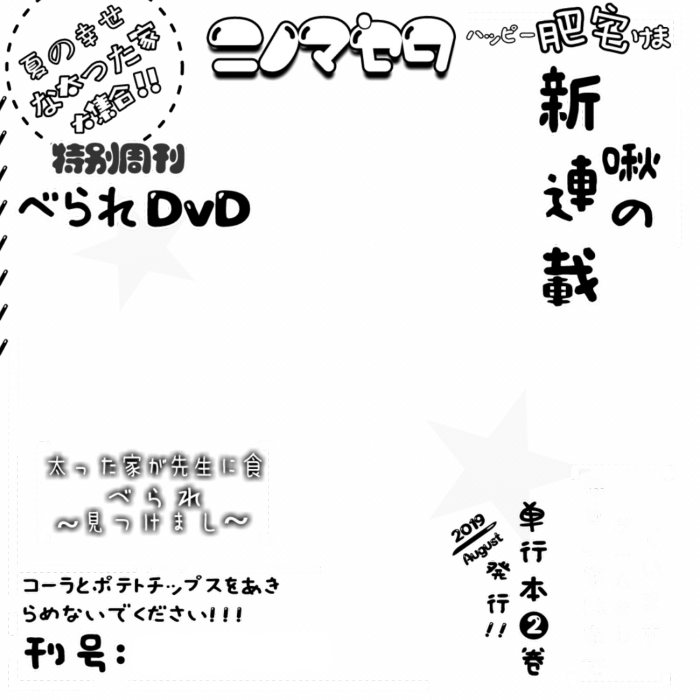 夏の幸せ
な太った家
大集合!!
特別周刊
べられDVD
ニノマセロ
ハッピー肥宅けま
新連載
啾の
太った家が先生に食
べられ
～見つけまし～
コーラとポテトチップスをあき
らめないでください!!!
刊号:
2019
August
発行!!
単行本2巻